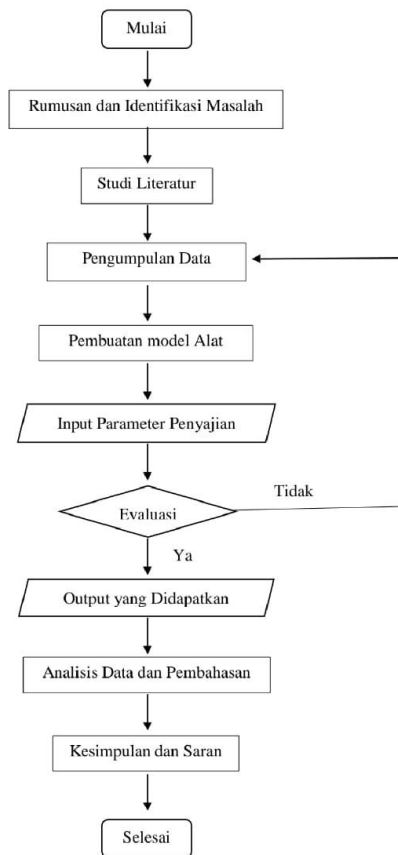 Mulai
Rumusan dan Identifikasi Masalah
Studi Literatur
Pengumpulan Data
Pembuatan model Alat
Input Parameter Penyajian
Evaluasi
Tidak
Ya
Output yang Didapatkan
Analisis Data dan Pembahasan
Kesimpulan dan Saran
Selesai